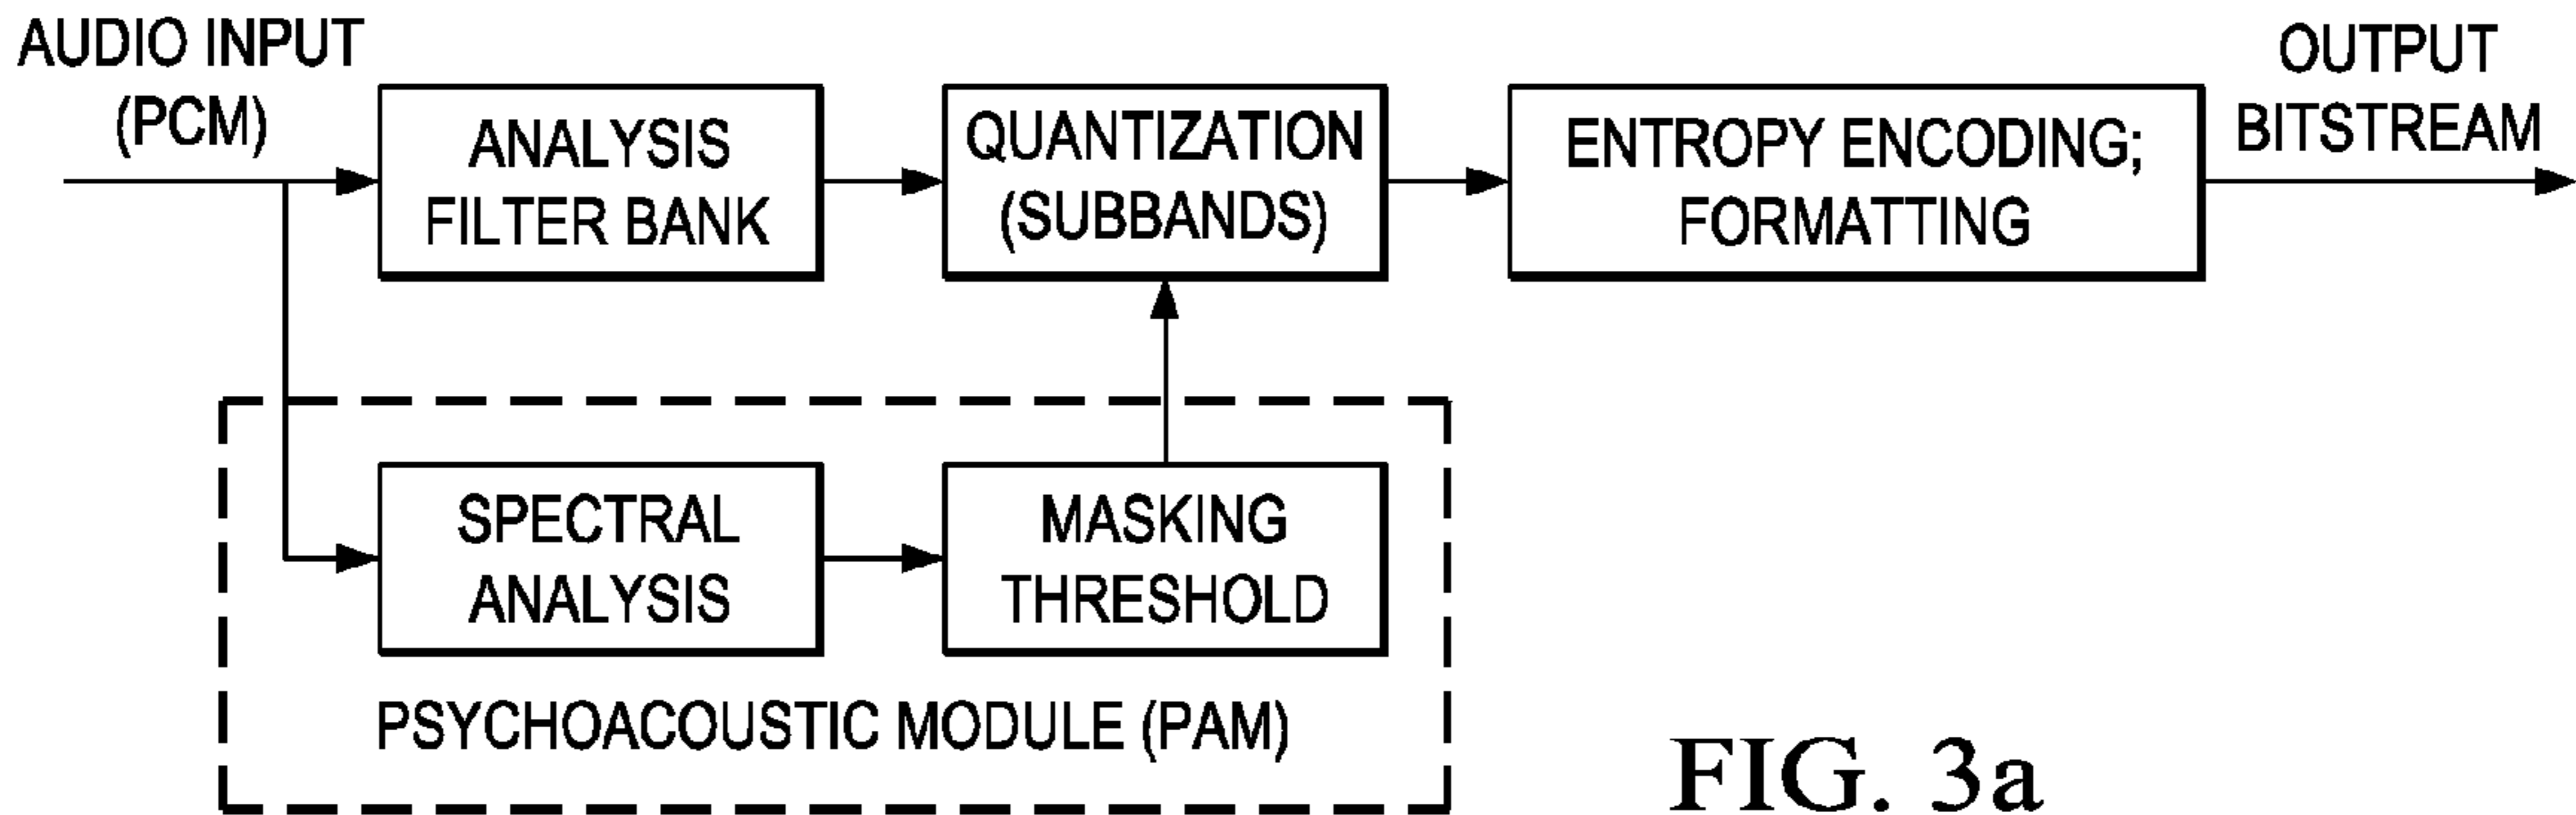 AUDIO INPUT
(PCM)
ANALYSIS
FILTER BANK
QUANTIZATION
(SUBBANDS)
ENTROPY ENCODING;
FORMATTING
OUTPUT
BITSTREAM
SPECTRAL
ANALYSIS
MASKING
THRESHOLD
PSYCHOACOUSTIC MODULE (PAM)
FIG. 3a